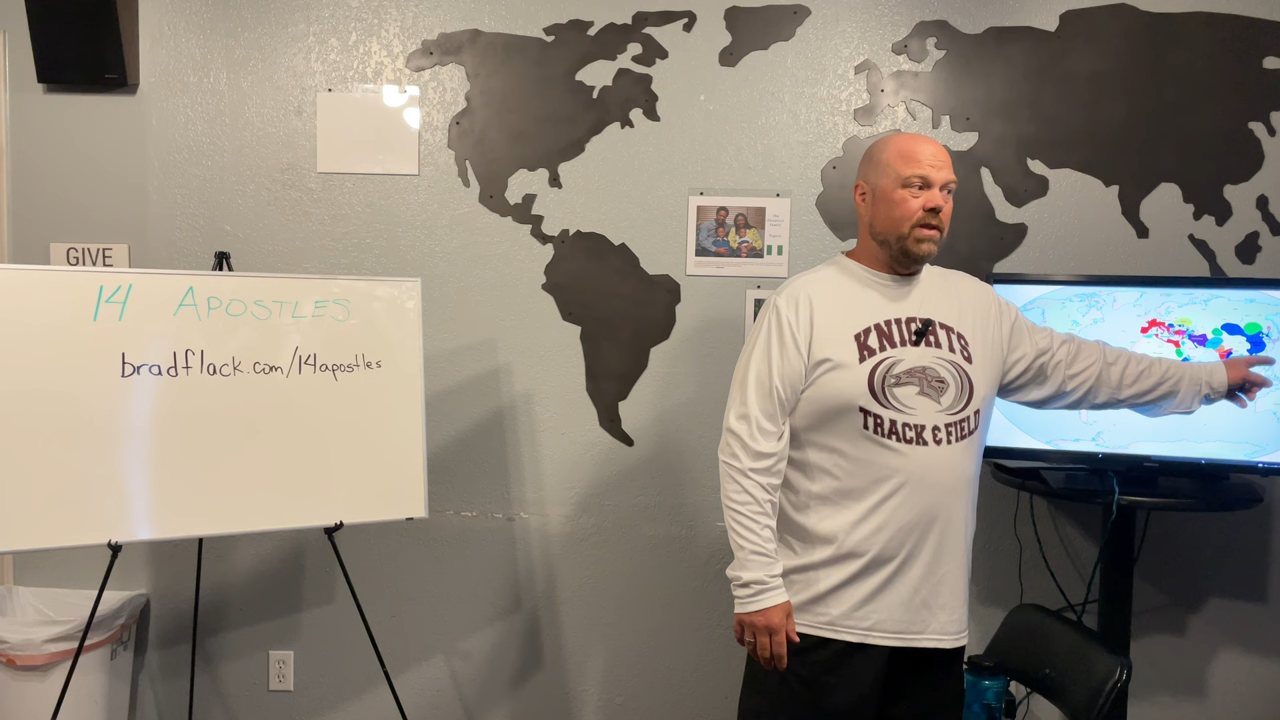 GIVE
14 APOSTLES
bradflack.com/14apostles
KNIGHTS
TRACK & FIELD